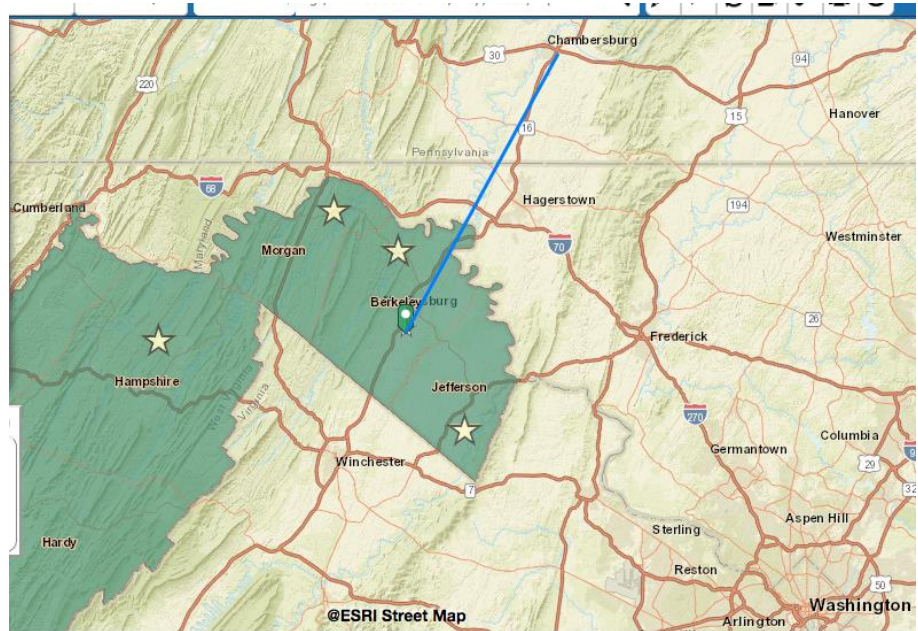 Chambersburg
30
94
220
15
Hanover
16
Pennsylvania
68
Hagerstown
Cumberland
194
Maryland
Morgan
70
Westminster
Berkeley
sburg
26
Frederick
Hampshire
Jefferson
West Virginia
Virginia
270
Columbia
Germantown
Winchester
29
7
32
Aspen Hill
Sterling
Hardy
Reston
50
Washington
@ESRI Street Map
Arlington